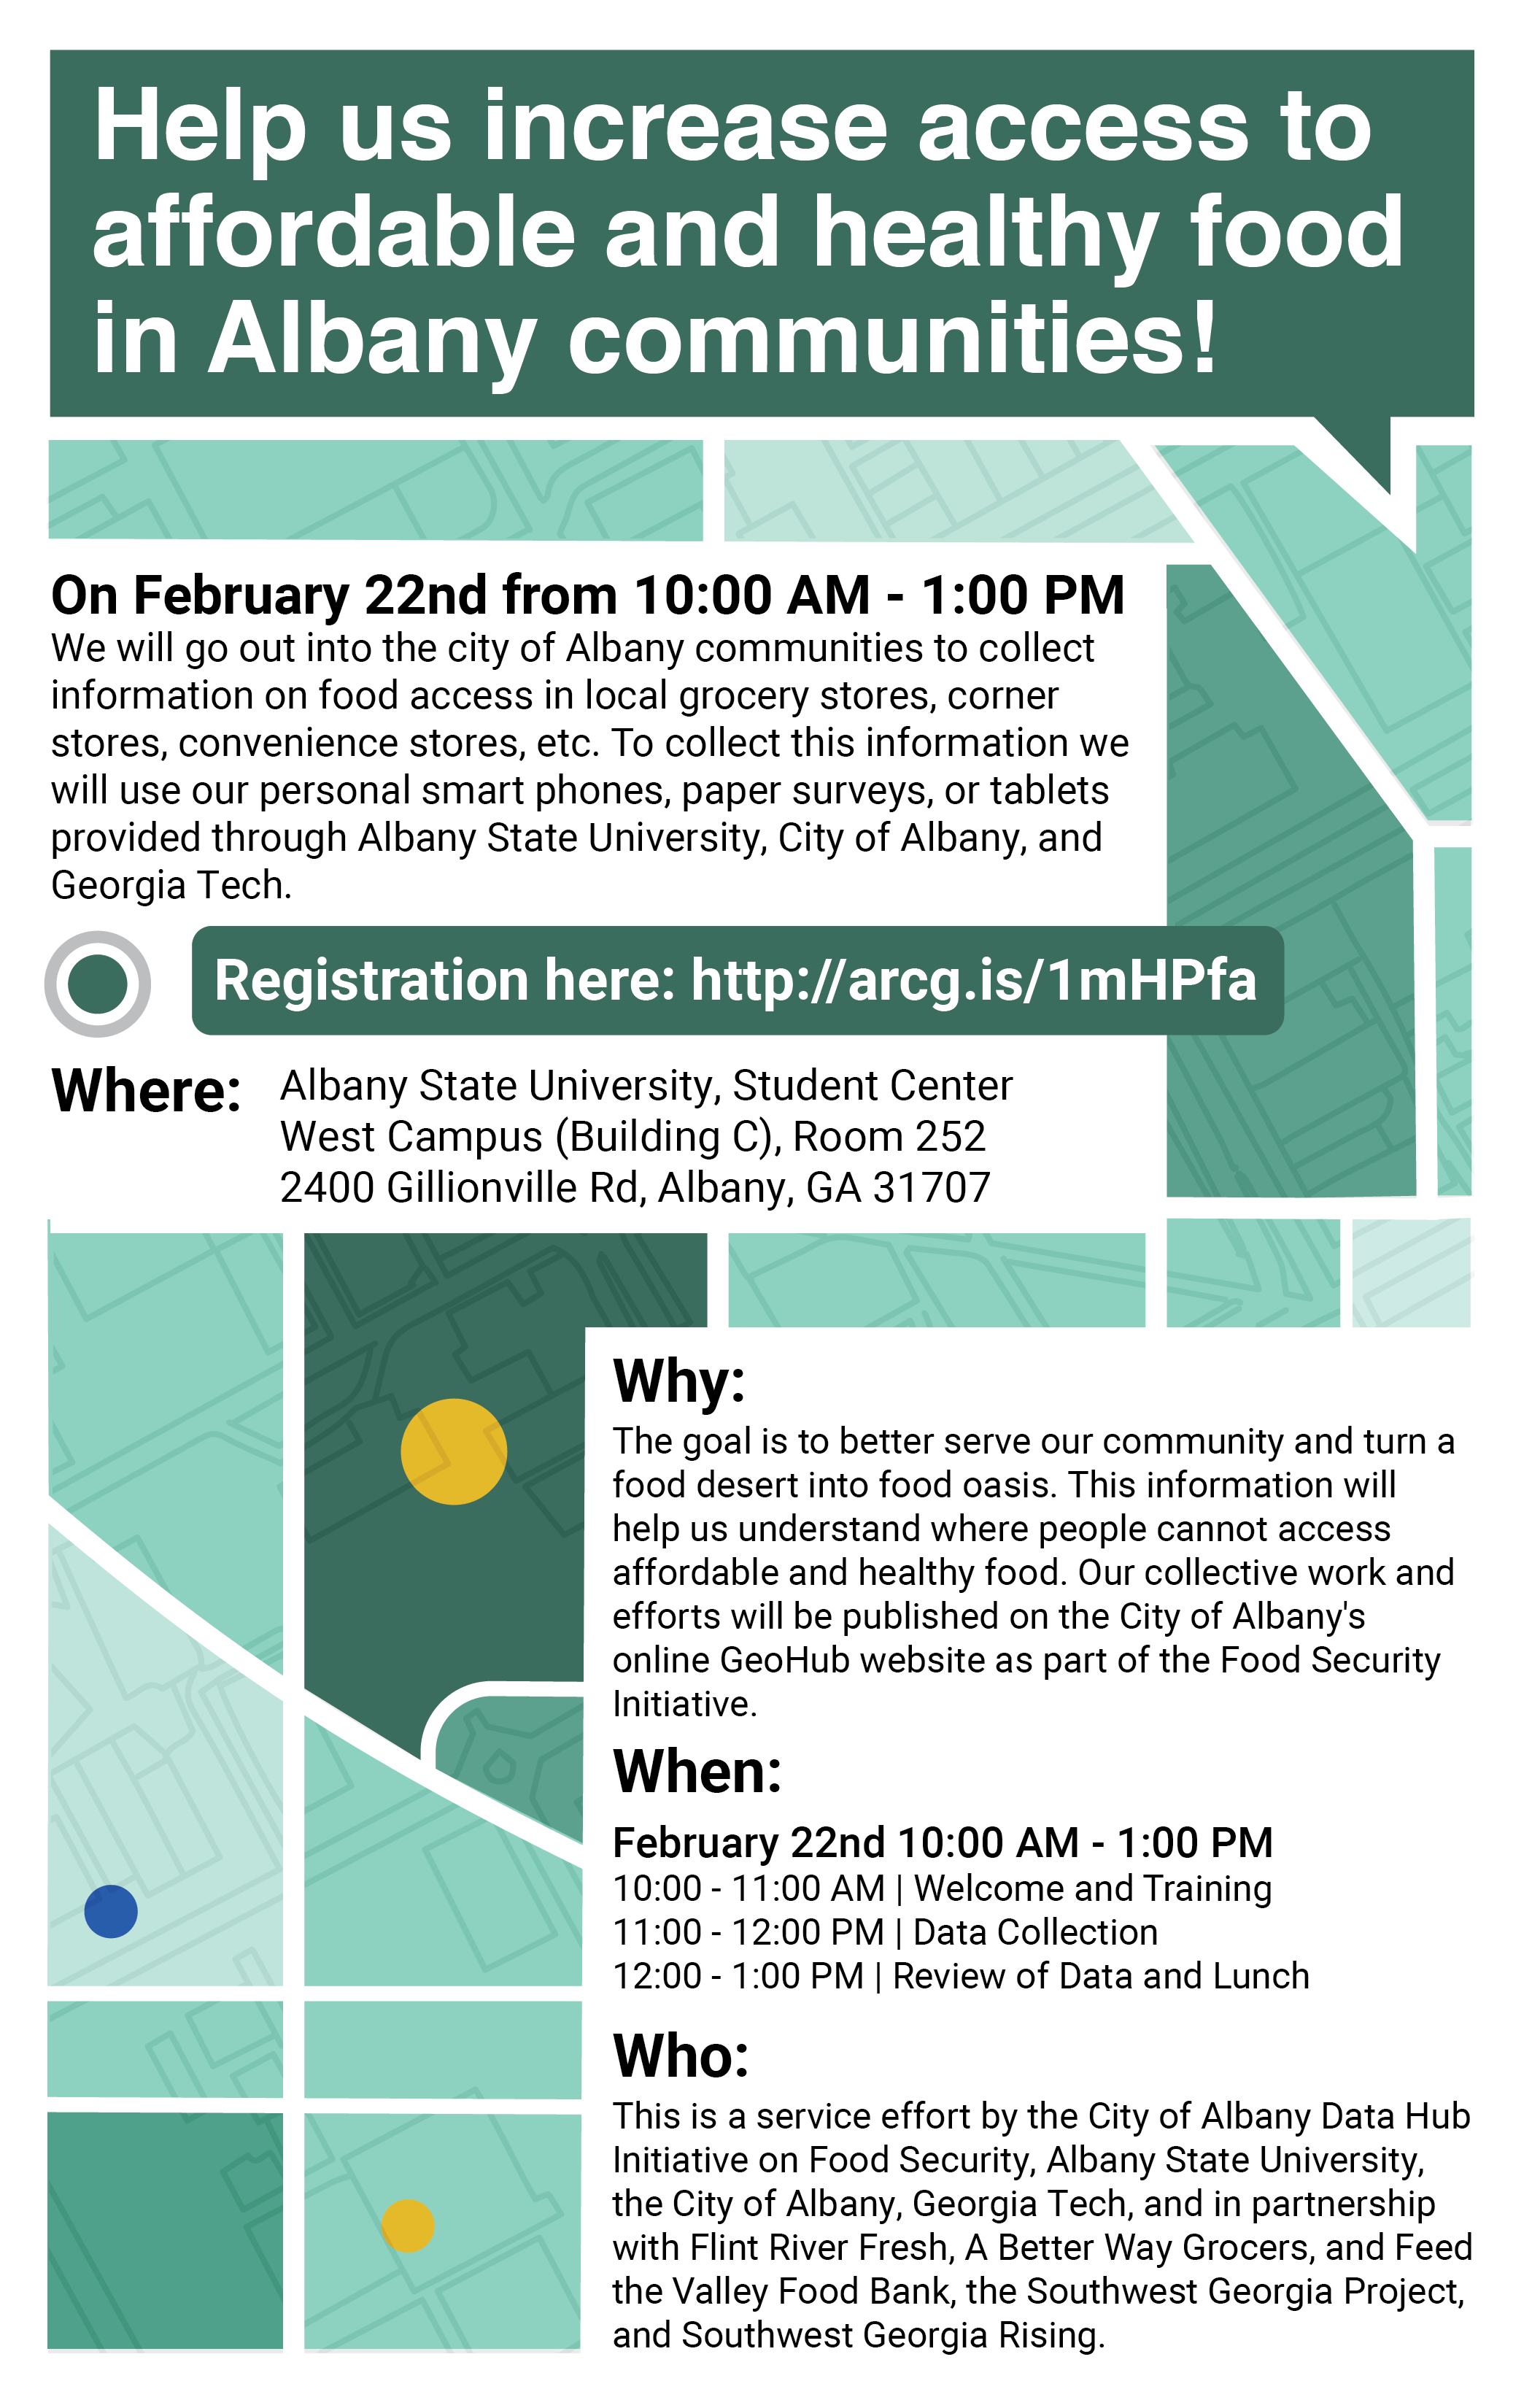 Help us increase access to
affordable and healthy food
in Albany communities!
On February 22nd from 10:00 AM - 1:00 PM
We will go out into the city of Albany communities to collect
information on food access in local grocery stores, corner
stores, convenience stores, etc. To collect this information we
will use our personal smart phones, paper surveys, or tablets
provided through Albany State University, City of Albany, and
Georgia Tech.
Registration here: http://arcg.is/1mHPfa
Where:
Albany State University, Student Center
West Campus (Building C), Room 252
2400 Gillionville Rd, Albany, GA 31707
Why:
The goal is to better serve our community and turn a
food desert into food oasis. This information will
help us understand where people cannot access
affordable and healthy food. Our collective work and
efforts will be published on the City of Albany's
online GeoHub website as part of the Food Security
Initiative.
When:
February 22nd 10:00 AM - 1:00 PM
10:00 - 11:00 AM | Welcome and Training
11:00 - 12:00 PM | Data Collection
12:00 - 1:00 PM | Review of Data and Lunch
Who:
This is a service effort by the City of Albany Data Hub
Initiative on Food Security, Albany State University,
the City of Albany, Georgia Tech, and in partnership
with Flint River Fresh, A Better Way Grocers, and Feed
the Valley Food Bank, the Southwest Georgia Project,
and Southwest Georgia Rising.